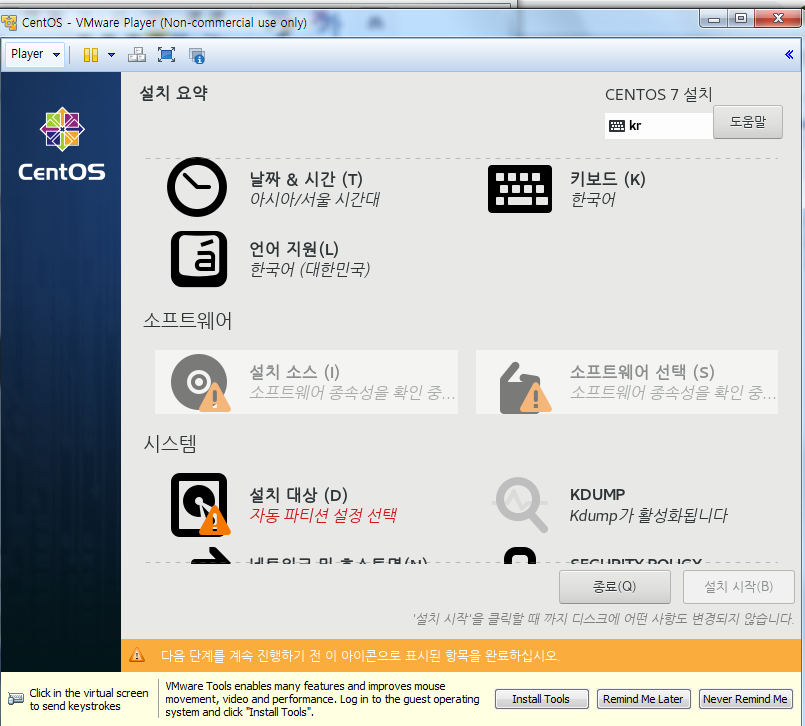 CentOS - VMware Player (Non-commercial use only)
Player
설치 요약
CENTOS 7 설치
kr
도움말
CentOS
날짜 & 시간 (T)
아시아/서울 시간대
키보드 (K)
한국어
언어 지원(L)
한국어 (대한민국)
소프트웨어
설치 소스 (I)
소프트웨어 종속성을 확인 중...
소프트웨어 선택 (S)
소프트웨어 종속성을 확인 중...
시스템
설치 대상 (D)
자동 파티션 설정 선택
KDUMP
Kdump가 활성화됩니다
네트워크 및 호스트명(N)
SECURITY POLICY
종료(Q)
설치 시작(B)
'설치 시작'을 클릭할 때 까지 디스크에 어떤 사항도 변경되지 않습니다.
다음 단계를 계속 진행하기 전 이 아이콘으로 표시된 항목을 완료하십시오.
Click in the virtual screen
to send keystrokes
VMware Tools enables many features and improves mouse
movement, video and performance. Log in to the guest operating
system and click "Install Tools".
Install Tools
Remind Me Later
Never Remind Me